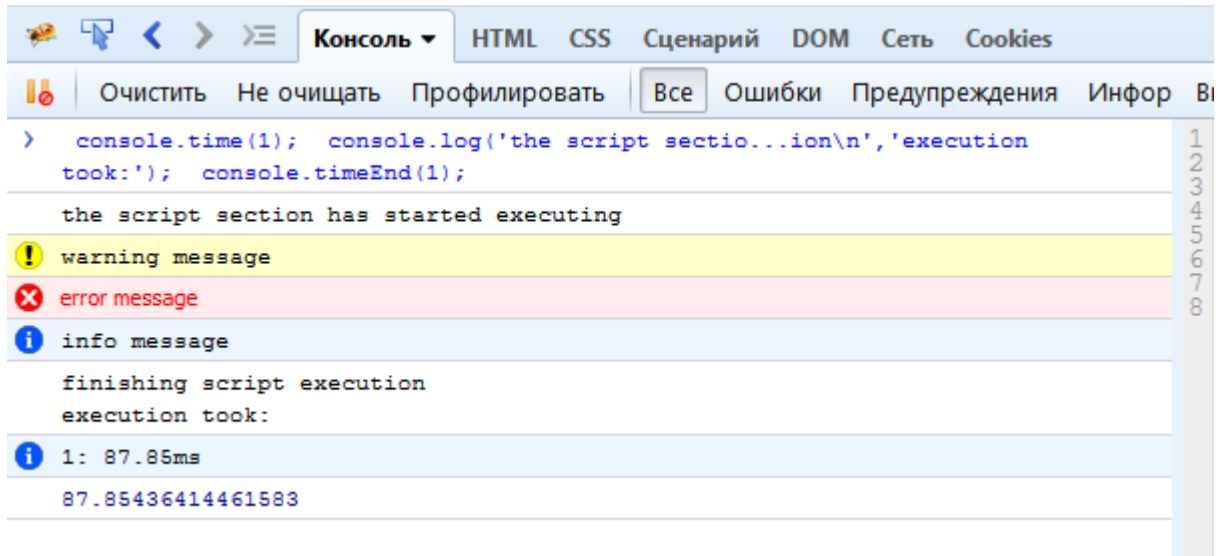 Консоль HTML CSS Сценарий DOM Сеть Cookies
Очистить Не очищать Профилировать Все Ошибки Предупреждения Инфор
console.time(1); console.log('the script sectio...ion\n','execution
took:'); console.timeEnd(1);
the script section has started executing
warning message
error message
info message
finishing script execution
execution took:
1: 87.85ms
87.85436414461583
1
2
3
4
5
6
7
8